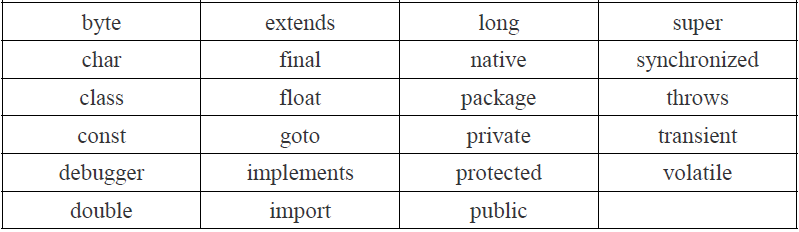 byte extends long super
char final native synchronized
class float package throws
const goto private transient
debugger implements protected volatile
double import public